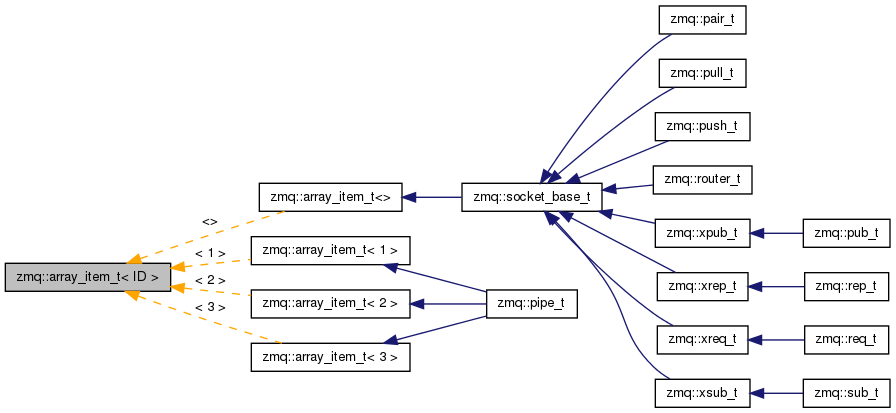 zmq::pair_t
zmq::pull_t
zmq::push_t
zmq::router_t
zmq::array_item_t<>
zmq::socket_base_t
<>
zmq::xpub_t
zmq::pub_t
zmq::array_item_t< 1 >
< 1 >
zmq::array_item_t< ID >
< 2 >
zmq::xrep_t
zmq::rep_t
zmq::array_item_t< 2 >
zmq::pipe_t
< 3 >
zmq::xreq_t
zmq::req_t
zmq::array_item_t< 3 >
zmq::xsub_t
zmq::sub_t